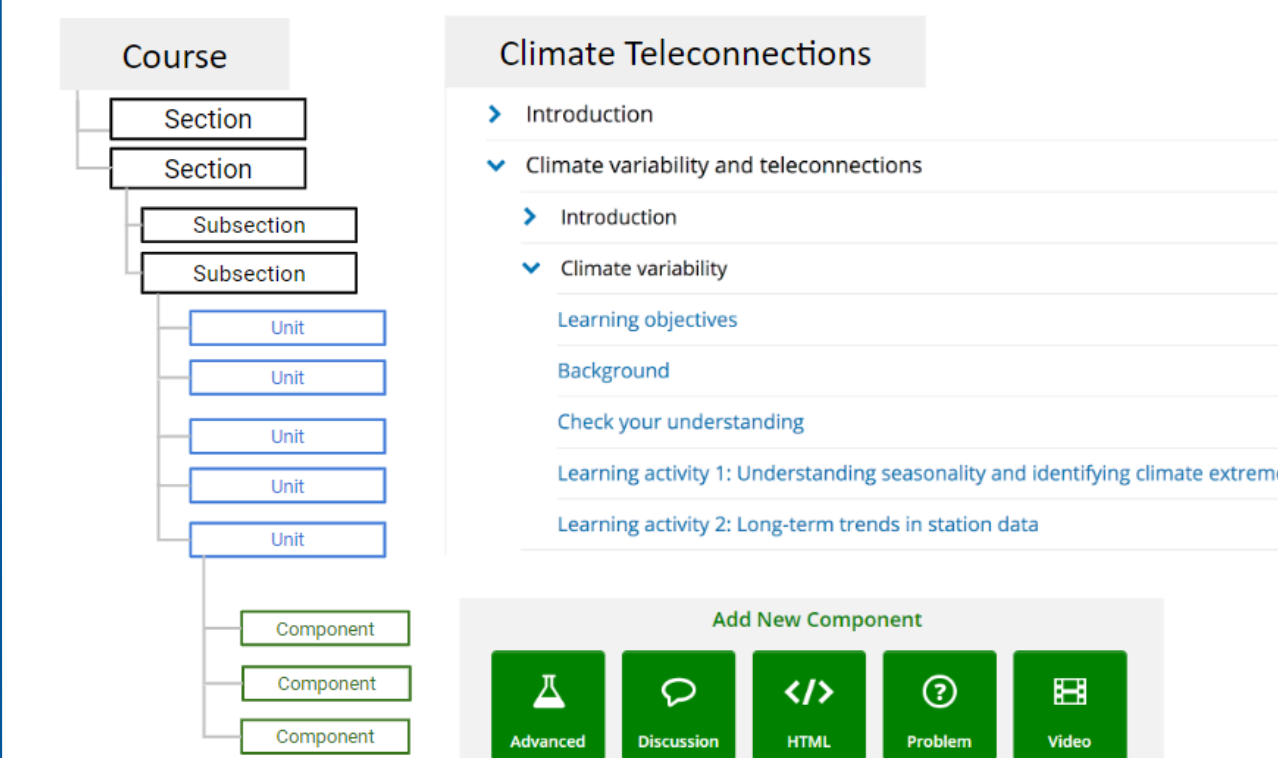 Course
Section
Section
Subsection
Subsection
Unit
Unit
Unit
Unit
Unit
Component
Component
Component
Climate Teleconnections
Introduction
Climate variability and teleconnections
Introduction
Climate variability
Learning objectives
Background
Check your understanding
Learning activity 1: Understanding seasonality and identifying climate extreme
Learning activity 2: Long-term trends in station data
Add New Component
Advanced
Discussion
</> HTML
Problem
Video